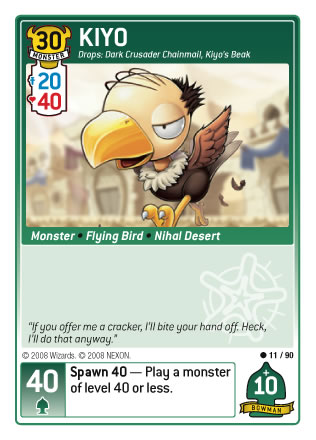 30
MONSTER
KIYO
Drops: Dark Crusader Chainmail, Kiyo's Beak
20
40
Monster • Flying Bird • Nihal Desert
"If you offer me a cracker, I'll bite your hand off. Heck,
I'll do that anyway."
© 2008 Wizards. © 2008 NEXON.
● 11 / 90
40
Spawn 40 — Play a monster
of level 40 or less.
+
10
BOWMAN